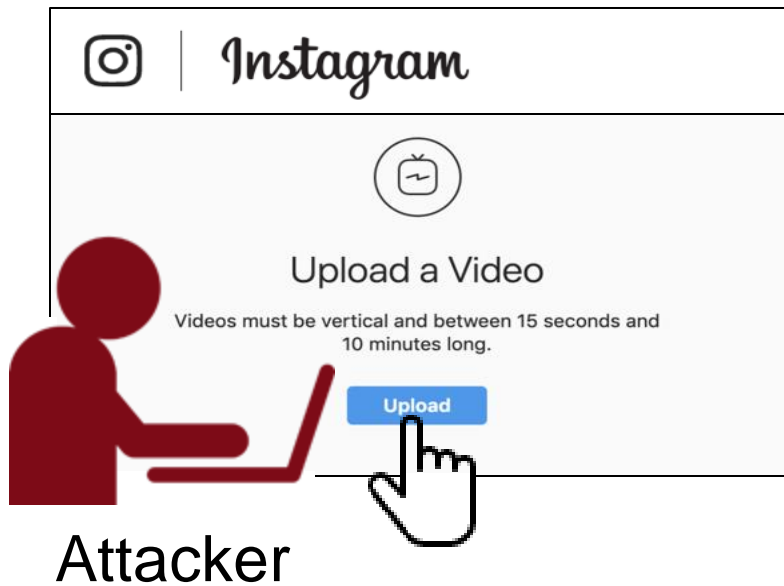 Instagram
Upload a Video
Videos must be vertical and between 15 seconds and
10 minutes long.
Upload
Attacker